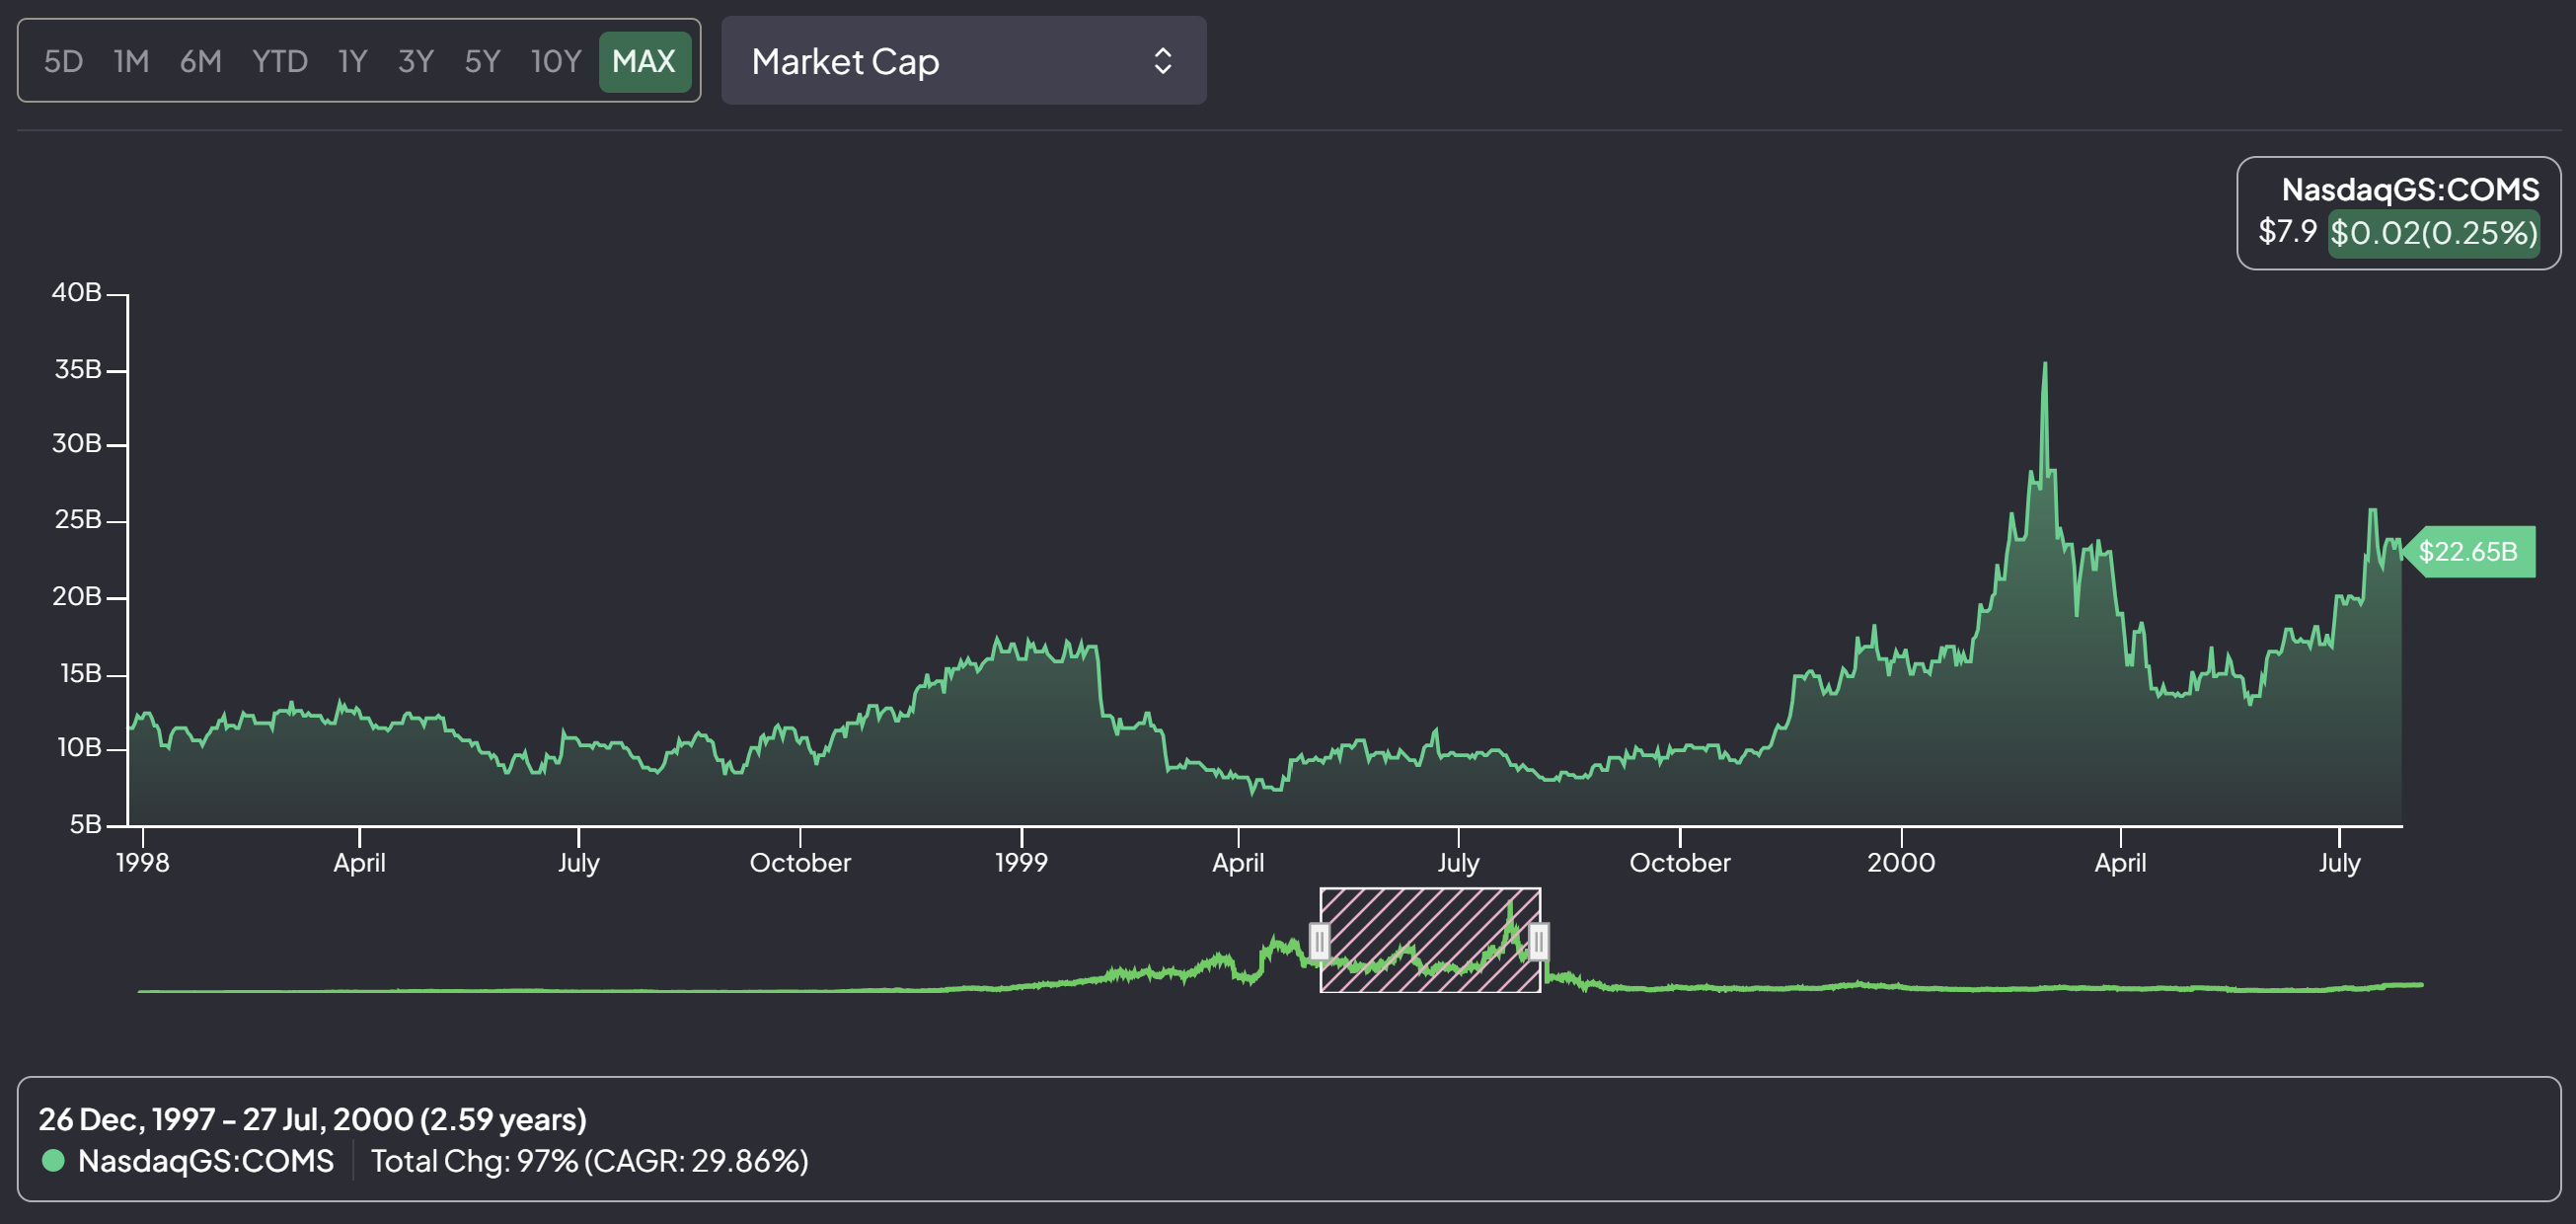 5D 1M 6M YTD 1Y 3Y 5Y 10Y MAX Market Cap
NasdaqGS:COMS
$7.9 $0.02(0.25%)
40B
35B
30B
25B
20B
15B
10B
5B
$22.65B
1998 April July October 1999 April July October 2000 April July
26 Dec, 1997 - 27 Jul, 2000 (2.59 years)
NasdaqGS:COMS Total Chg: 97% (CAGR: 29.86%)